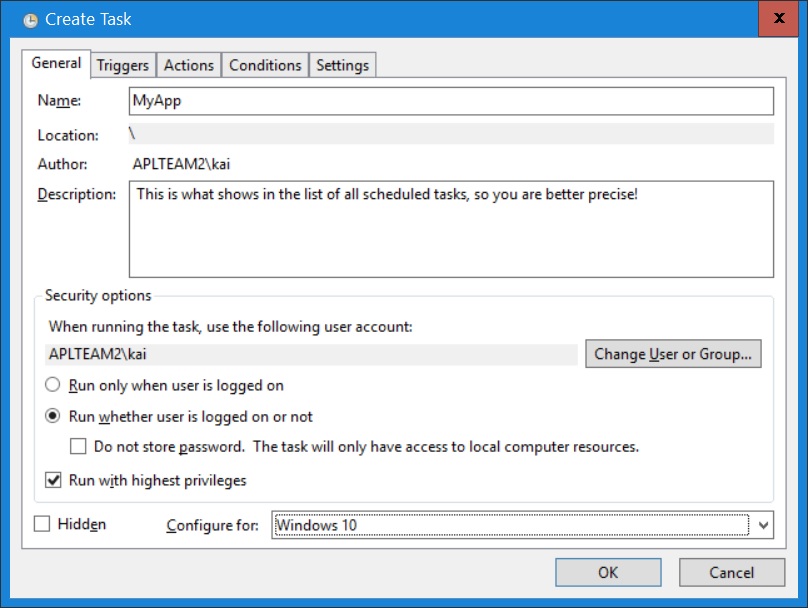 Create Task
General Triggers Actions Conditions Settings
Name: MyApp
Location: \
Author: APLTEAM2\kai
Description: This is what shows in the list of all scheduled tasks, so you are better precise!
Security options
When running the task, use the following user account:
APLTEAM2\kai Change User or Group...
Run only when user is logged on
Run whether user is logged on or not
Do not store password. The task will only have access to local computer resources.
Run with highest privileges
Hidden Configure for: Windows 10
OK Cancel